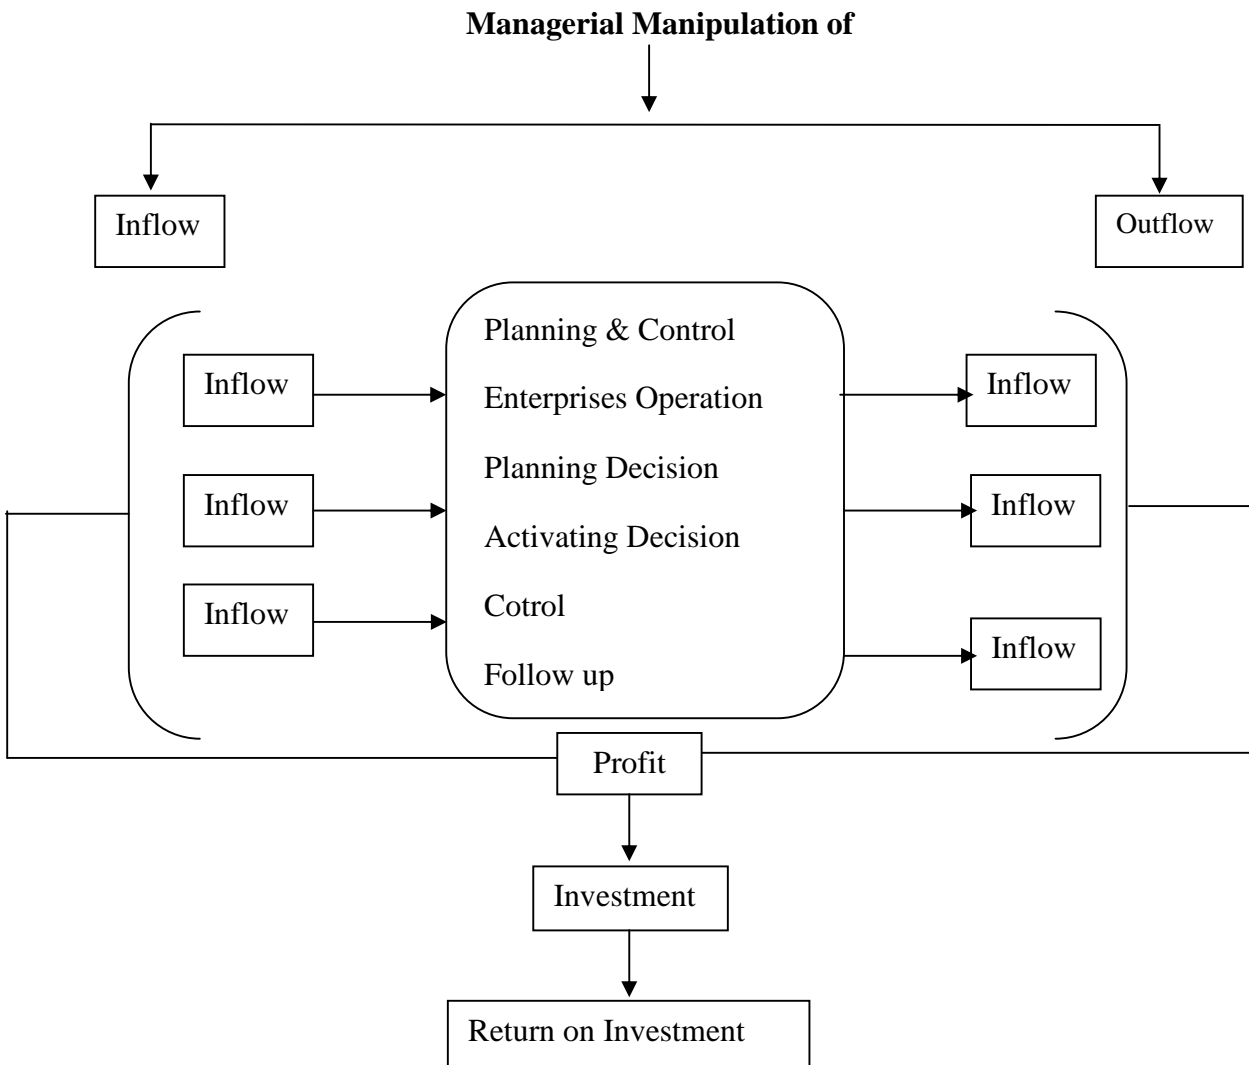 Managerial Manipulation of
Inflow
Outflow
Planning & Control
Inflow
Inflow
Enterprises Operation
Planning Decision
Inflow
Inflow
Activating Decision
Cotrol
Inflow
Inflow
Follow up
Profit
Investment
Return on Investment